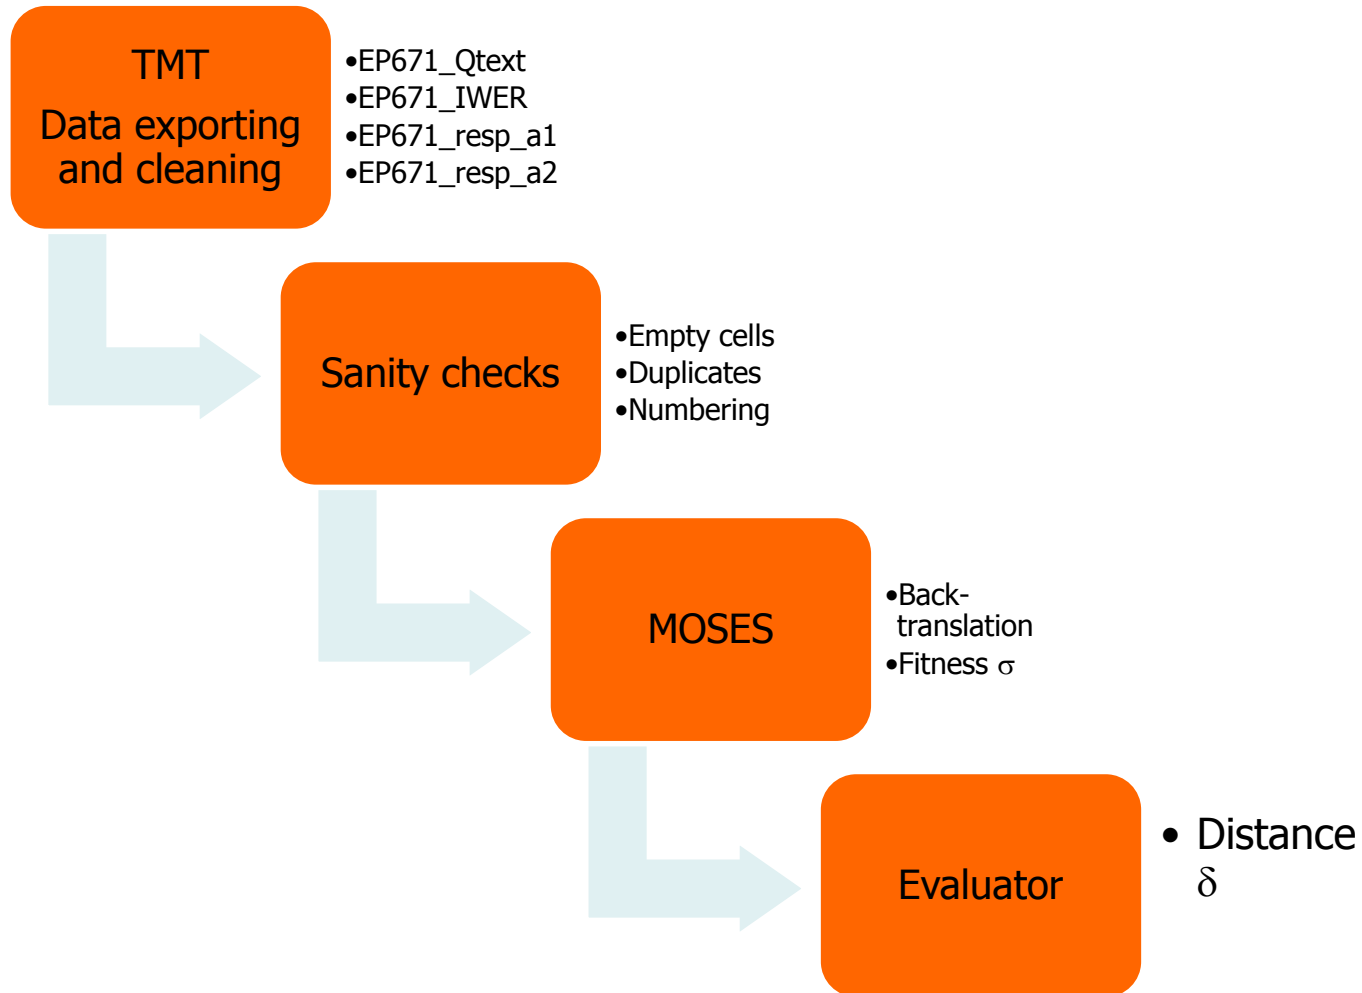 TMT
Data exporting
and cleaning
•EP671_Qtext
•EP671_IWER
•EP671_resp_a1
•EP671_resp_a2
Sanity checks
•Empty cells
•Duplicates
•Numbering
MOSES
•Back-
translation
•Fitness σ
Evaluator
• Distance
δ